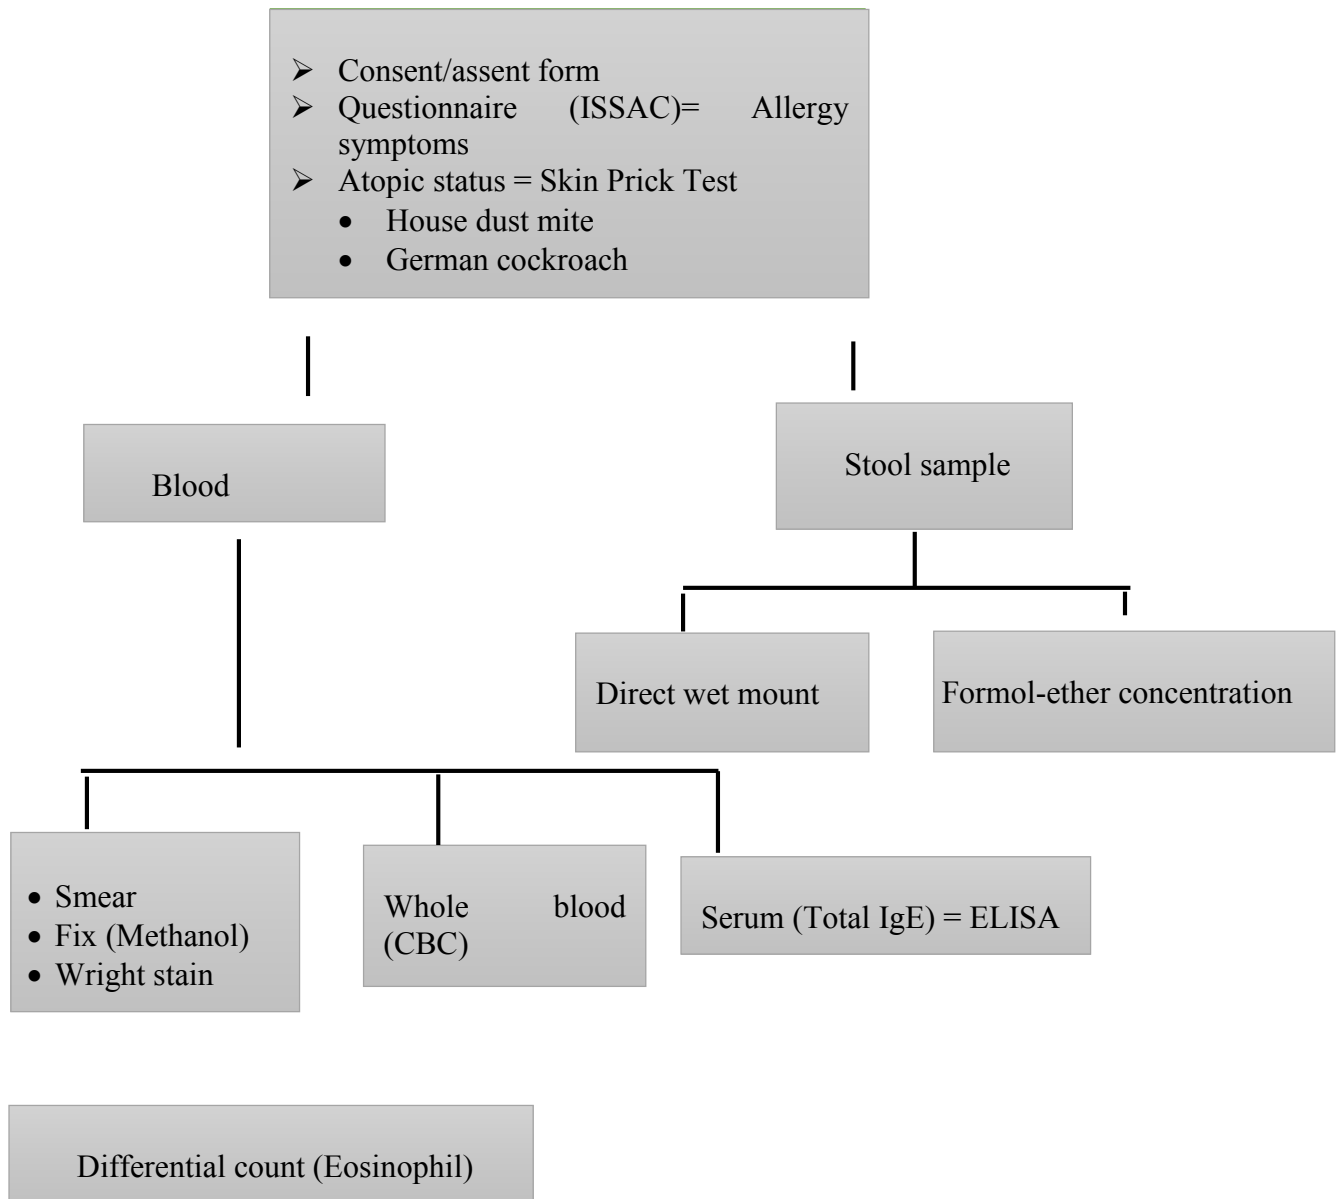 ➢ Consent/assent form
➢ Questionnaire (ISSAC)= Allergy
symptoms
➢ Atopic status = Skin Prick Test
• House dust mite
• German cockroach
Blood
Stool sample
Direct wet mount
Formol-ether concentration
• Smear
• Fix (Methanol)
• Wright stain
Whole blood
(CBC)
Serum (Total IgE) = ELISA
Differential count (Eosinophil)